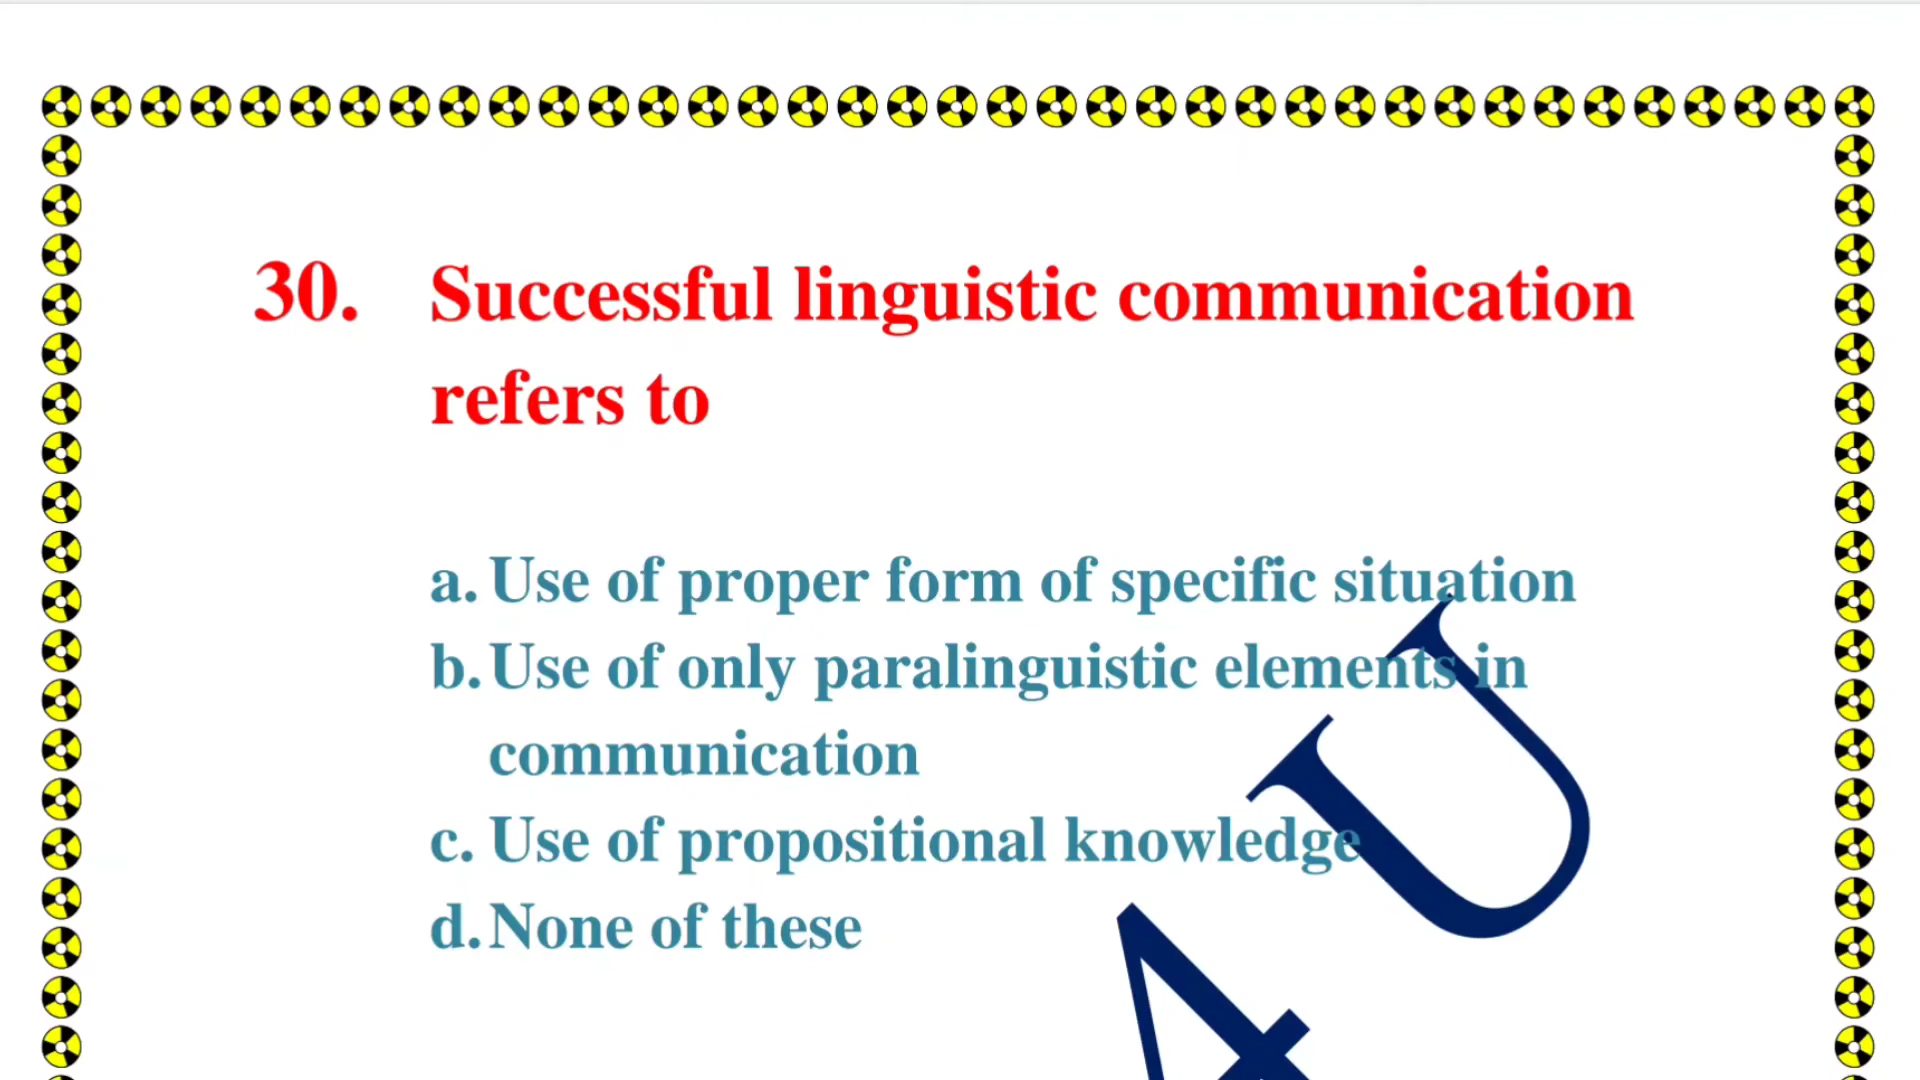 30. Successful linguistic communication
refers to
a. Use of proper form of specific situation
b. Use of only paralinguistic elements in
communication
c. Use of propositional knowledge
d. None of these
4 U